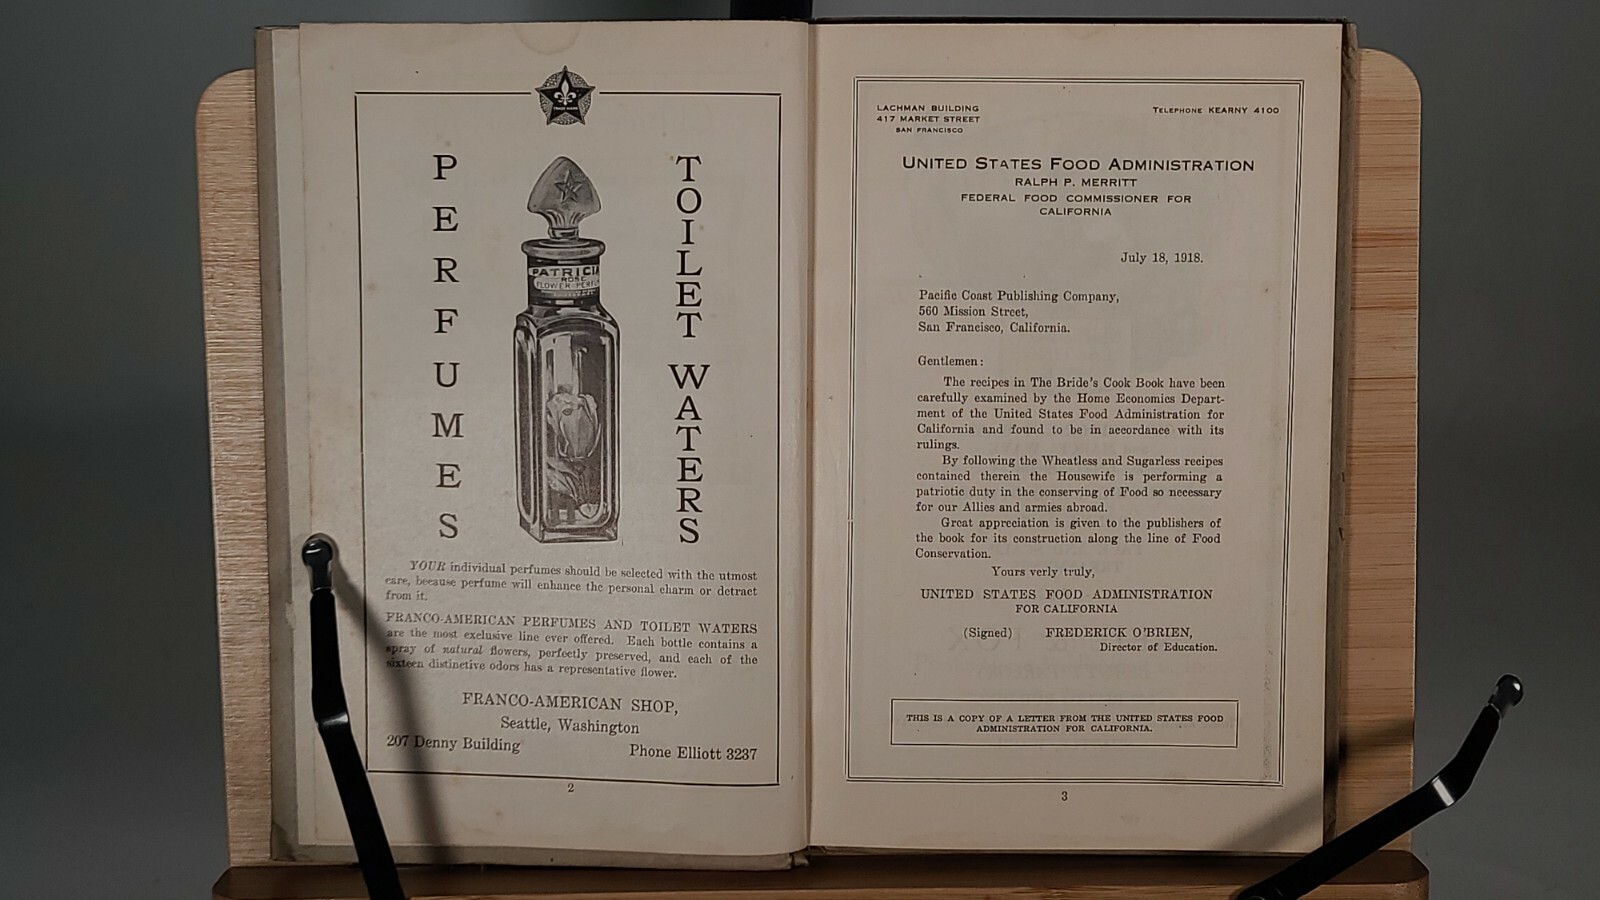 TRADE MARK
PERFUMES
TOILET WATERS
PATRICIA
ROSE
FLOWER PERFU
YOUR individual perfumes should be selected with the utmost
care, because perfume will enhance the personal charm or detract
from it.
FRANCO-AMERICAN PERFUMES AND TOILET WATERS
are the most exclusive line ever offered. Each bottle contains a
spray of natural flowers, perfectly preserved, and each of the
sixteen distinctive odors has a representative flower.
FRANCO-AMERICAN SHOP,
Seattle, Washington
207 Denny Building Phone Elliott 3237
2
LACHMAN BUILDING
417 MARKET STREET
SAN FRANCISCO
TELEPHONE KEARNY 4100
UNITED STATES FOOD ADMINISTRATION
RALPH P. MERRITT
FEDERAL FOOD COMMISSIONER FOR
CALIFORNIA
July 18, 1918.
Pacific Coast Publishing Company,
560 Mission Street,
San Francisco, California.
Gentlemen:
The recipes in The Bride's Cook Book have been
carefully examined by the Home Economics Depart-
ment of the United States Food Administration for
California and found to be in accordance with its
rulings.
By following the Wheatless and Sugarless recipes
contained therein the Housewife is performing a
patriotic duty in the conserving of Food so necessary
for our Allies and armies abroad.
Great appreciation is given to the publishers of
the book for its construction along the line of Food
Conservation.
Yours verly truly,
UNITED STATES FOOD ADMINISTRATION
FOR CALIFORNIA
(Signed) FREDERICK O'BRIEN,
Director of Education.
THIS IS A COPY OF A LETTER FROM THE UNITED STATES FOOD
ADMINISTRATION FOR CALIFORNIA.
3